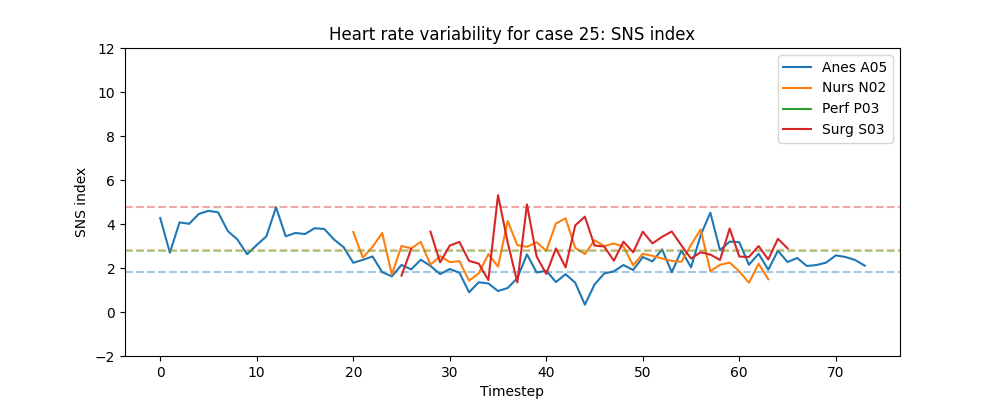 Heart rate variability for case 25: SNS index
12
10
8
6
4
2
0
−2
SNS index
0 10 20 30 40 50 60 70
Timestep
Anes A05
Nurs N02
Perf P03
Surg S03